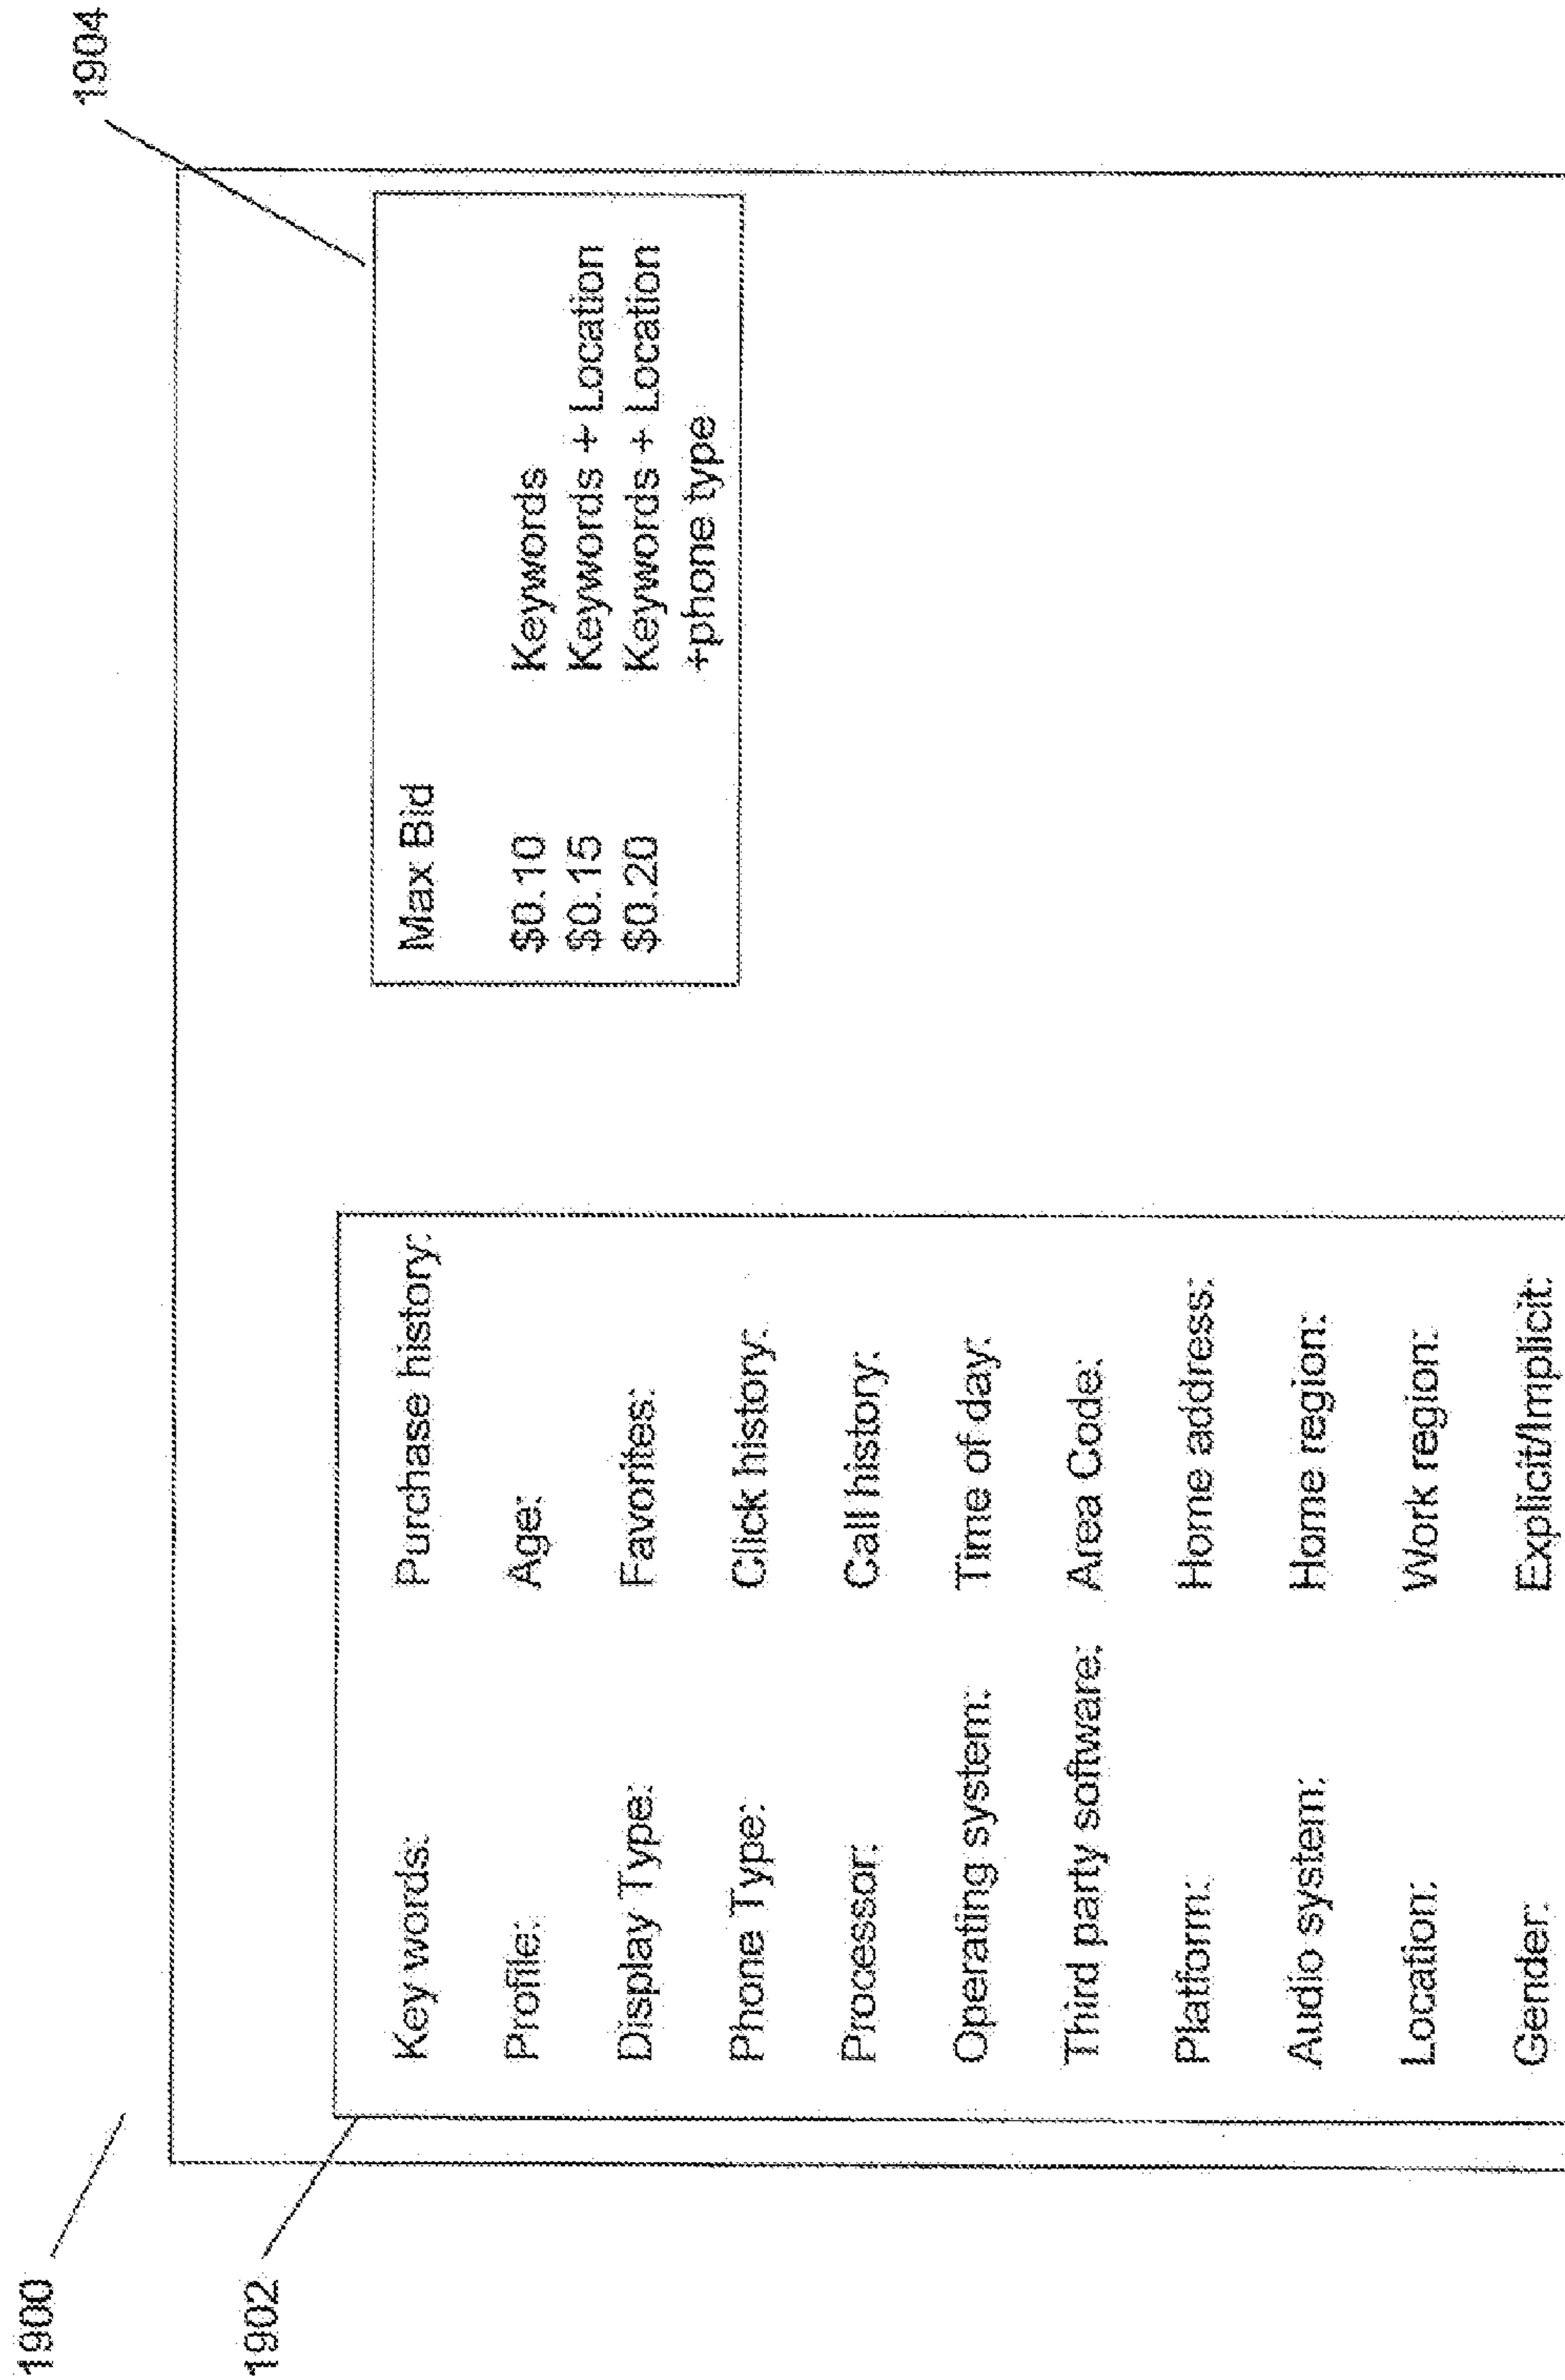 1900
1904
1902
Key words: Purchase history:
Profile: Age:
Display Type: Favorites:
Phone Type: Click history:
Processor: Call history:
Operating system: Time of day:
Third party software: Area Code:
Platform: Home address:
Audio system: Home region:
Location: Work region:
Gender: Explicit/Implicit:
Max Bid
$0.10 Keywords
$0.15 Keywords + Location
$0.20 Keywords + Location
+phone type